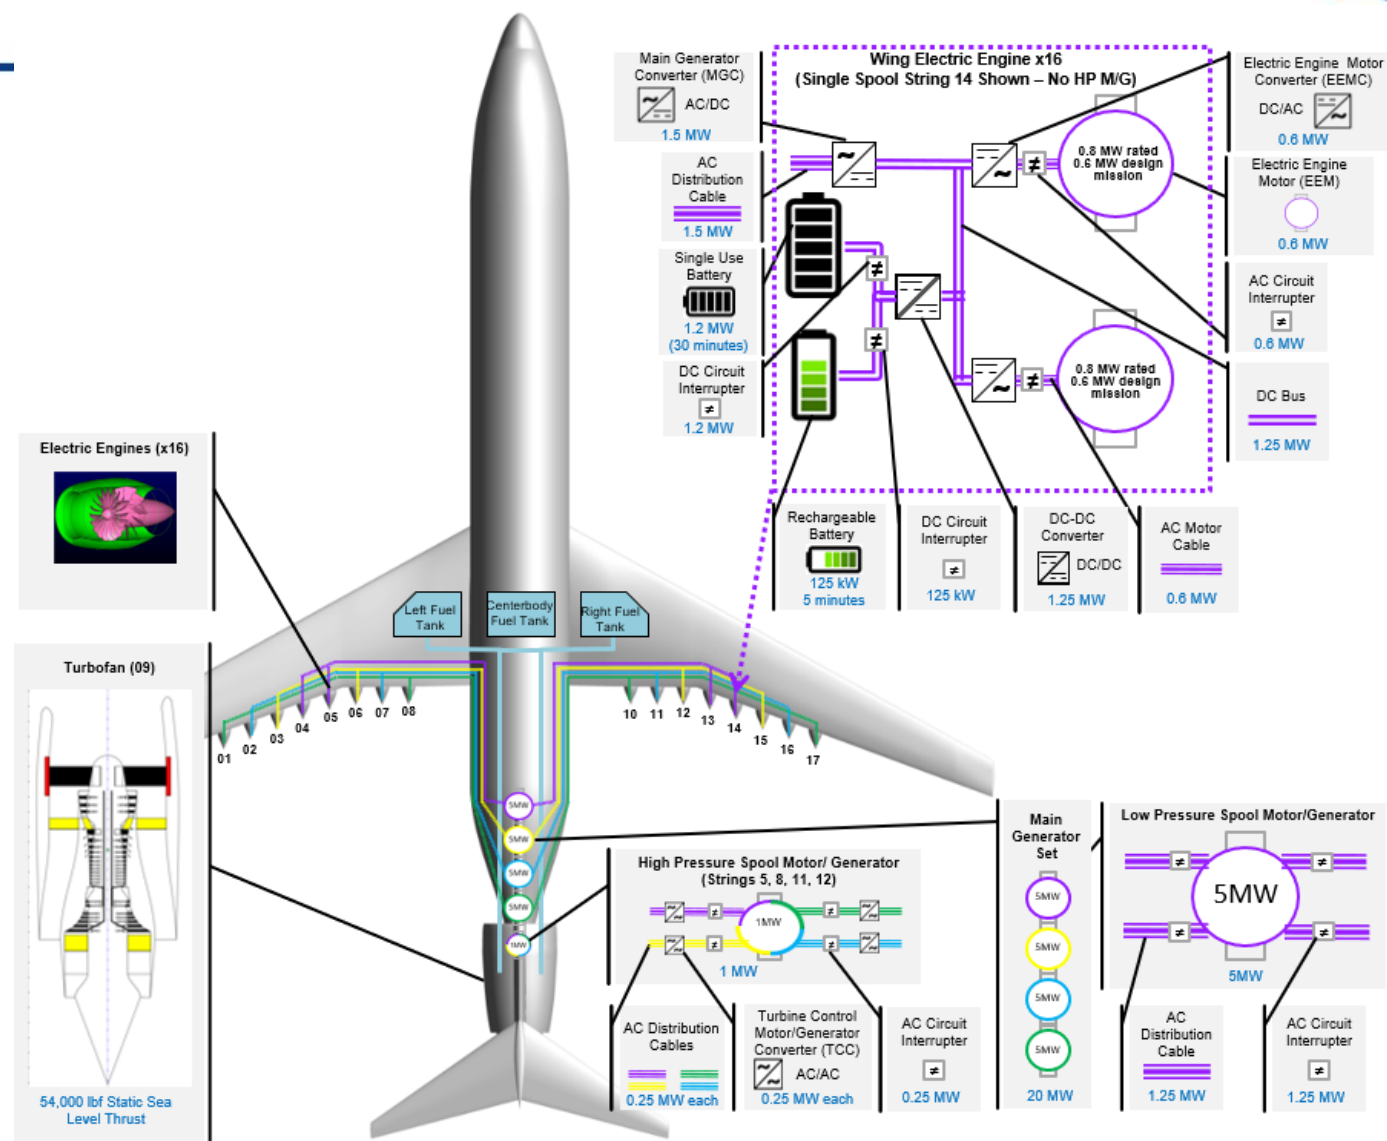 Main Generator
Converter (MGC)
AC/DC
1.5 MW
AC
Distribution
Cable
1.5 MW
Single Use
Battery
1.2 MW
(30 minutes)
DC Circuit
Interrupter
≠
1.2 MW
Wing Electric Engine x16
(Single Spool String 14 Shown – No HP M/G)
0.8 MW rated
0.6 MW design
mission
≠
≠
≠
≠
0.8 MW rated
0.6 MW design
mission
Electric Engine Motor
Converter (EEMC)
DC/AC
0.6 MW
Electric Engine
Motor (EEM)
0.6 MW
AC Circuit
Interrupter
≠
0.6 MW
DC Bus
1.25 MW
Rechargeable
Battery
125 kW
5 minutes
DC Circuit
Interrupter
≠
125 kW
DC-DC
Converter
DC/DC
1.25 MW
AC Motor
Cable
0.6 MW
Electric Engines (x16)
Left Fuel
Tank
Centerbody
Fuel Tank
Right Fuel
Tank
01
02
03
04
05
06
07
08
10
11
12
13
14
15
16
17
5MW
5MW
5MW
5MW
1MW
Turbofan (09)
54,000 lbf Static Sea
Level Thrust
High Pressure Spool Motor/ Generator
(Strings 5, 8, 11, 12)
≠
≠
1MW
≠
≠
1 MW
AC Distribution
Cables
0.25 MW each
Turbine Control
Motor/Generator
Converter (TCC)
AC/AC
0.25 MW each
AC Circuit
Interrupter
≠
0.25 MW
Main
Generator
Set
5MW
5MW
5MW
5MW
20 MW
Low Pressure Spool Motor/Generator
≠
≠
5MW
≠
≠
5MW
AC
Distribution
Cable
1.25 MW
AC Circuit
Interrupter
≠
1.25 MW